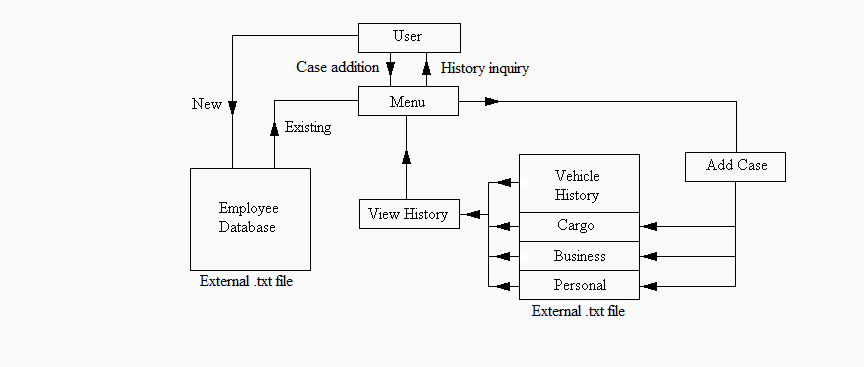 User
Case addition
History inquiry
New
Menu
Existing
Add Case
Vehicle
History
Employee
Database
View History
Cargo
Business
Personal
External .txt file
External .txt file